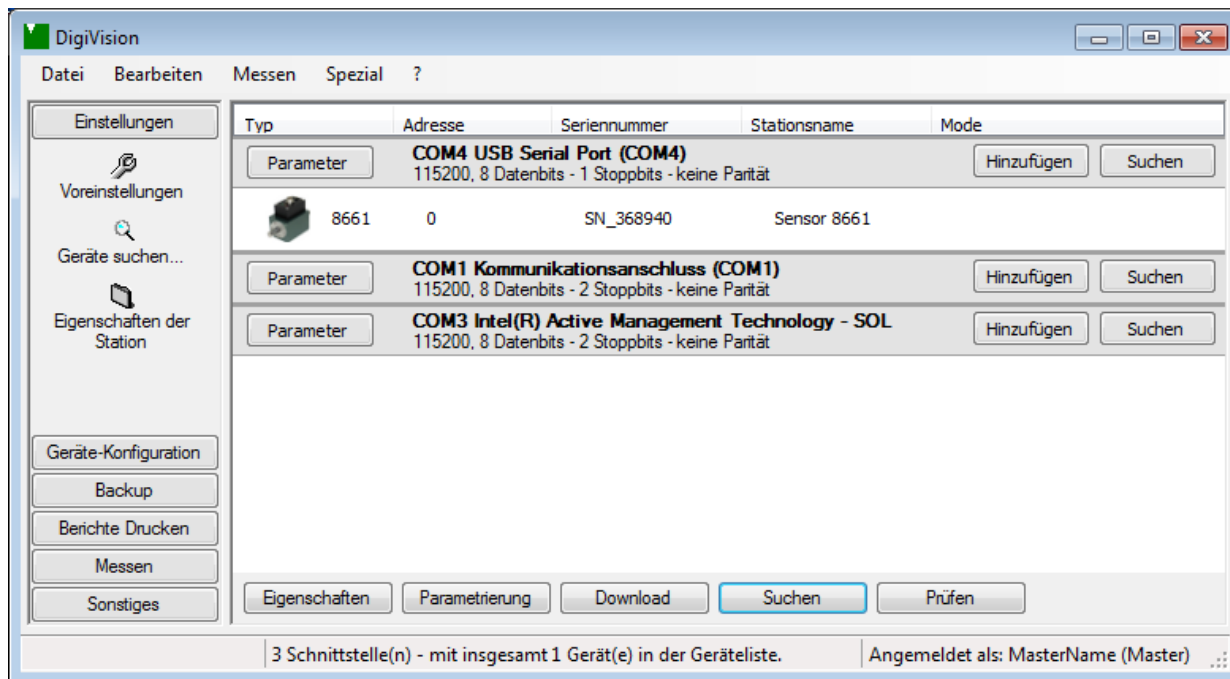 DigiVision
Datei Bearbeiten Messen Spezial ?
Einstellungen
Voreinstellungen
Geräte suchen...
Eigenschaften der
Station
Geräte-Konfiguration
Backup
Berichte Drucken
Messen
Sonstiges
Typ Adresse Seriennummer Stationsname Mode
Parameter COM4 USB Serial Port (COM4) Hinzufügen Suchen
115200, 8 Datenbits - 1 Stoppbits - keine Parität
8661 0 SN_368940 Sensor 8661
Parameter COM1 Kommunikationsanschluss (COM1) Hinzufügen Suchen
115200, 8 Datenbits - 2 Stoppbits - keine Parität
Parameter COM3 Intel(R) Active Management Technology - SOL Hinzufügen Suchen
115200, 8 Datenbits - 2 Stoppbits - keine Parität
Eigenschaften Parametrierung Download Suchen Prüfen
3 Schnittstelle(n) - mit insgesamt 1 Gerät(e) in der Geräteliste. Angemeldet als: MasterName (Master)